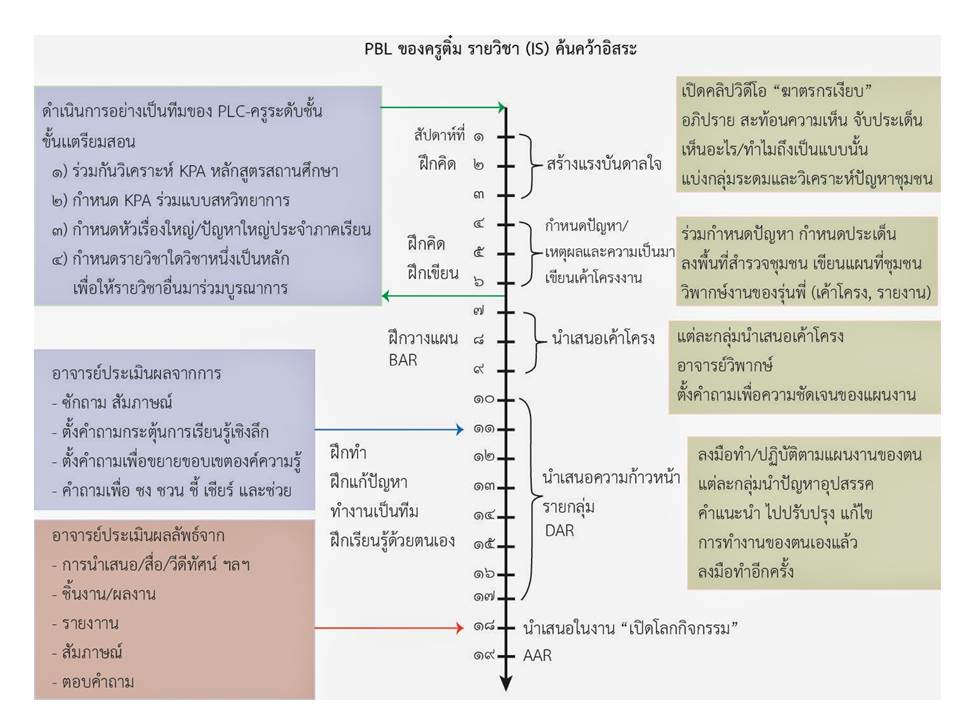 PBL ของครูติ๋ม รายวิชา (IS) ค้นคว้าอิสระ
ดำเนินการอย่างเป็นทีมของ PLC-ครูระดับชั้น
ขั้นเตรียมสอน
๑) ร่วมกันวิเคราะห์ KPA หลักสูตรสถานศึกษา
๒) กำหนด KPA ร่วมแบบสหวิทยาการ
๓) กำหนดหัวเรื่องใหญ่/ปัญหาใหญ่ประจำภาคเรียน
๔) กำหนดรายวิชาใดวิชาหนึ่งเป็นหลัก
เพื่อให้รายวิชาอื่นมาร่วมบูรณาการ
อาจารย์ประเมินผลจากการ
- ซักถาม สัมภาษณ์
- ตั้งคำถามกระตุ้นการเรียนรู้เชิงลึก
- ตั้งคำถามเพื่อขยายขอบเขตองค์ความรู้
- คำถามเพื่อ ชง ชวน ชี้ เชียร์ และช่วย
อาจารย์ประเมินผลลัพธ์จาก
- การนำเสนอ/สื่อ/วีดีทัศน์ ฯลฯ
- ชิ้นงาน/ผลงาน
- รายงาาน
- สัมภาษณ์
- ตอบคำถาม
สัปดาห์ที่ ๑
ฝึกคิด ๒
๓
๔
ฝึกคิด ๕
ฝึกเขียน ๖
๗
ฝึกวางแผน ๘
BAR ๙
๑๐
๑๑
ฝึกทำ ๑๒
ฝึกแก้ปัญหา ๑๓
ทำงานเป็นทีม ๑๔
ฝึกเรียนรู้ด้วยตนเอง ๑๕
๑๖
๑๗
๑๘ นำเสนอในงาน “เปิดโลกกิจกรรม”
๑๙ AAR
สร้างแรงบันดาลใจ
กำหนดปัญหา/
เหตุผลและความเป็นมา
เขียนเค้าโครงงาน
นำเสนอเค้าโครง
นำเสนอความก้าวหน้า
รายกลุ่ม
DAR
เปิดคลิปวิดีโอ “ฆาตรกรเงียบ”
อภิปราย สะท้อนความเห็น จับประเด็น
เห็นอะไร/ทำไมถึงเป็นแบบนั้น
แบ่งกลุ่มระดมและวิเคราะห์ปัญหาชุมชน
ร่วมกำหนดปัญหา กำหนดประเด็น
ลงพื้นที่สำรวจชุมชน เขียนแผนที่ชุมชน
วิพากษ์งานของรุ่นพี่ (เค้าโครง, รายงาน)
แต่ละกลุ่มนำเสนอเค้าโครง
อาจารย์วิพากษ์
ตั้งคำถามเพื่อความชัดเจนของแผนงาน
ลงมือทำ/ปฏิบัติตามแผนงานของตน
แต่ละกลุ่มนำปัญหาอุปสรรค
คำแนะนำ ไปปรับปรุง แก้ไข
การทำงานของตนเองแล้ว
ลงมือทำอีกครั้ง